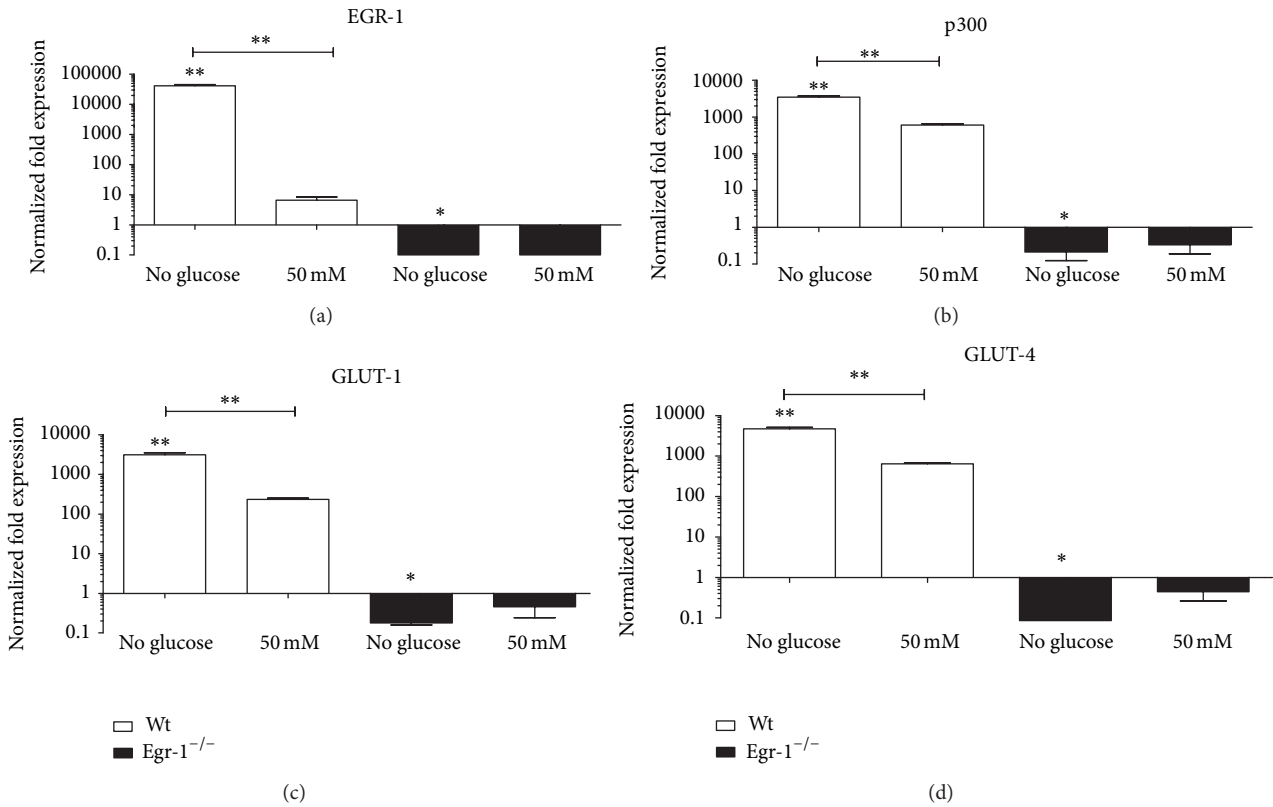 EGR-1
**
**
*
Normalized fold expression
100000
10000
1000
100
10
1
0.1
No glucose 50 mM No glucose 50 mM
(a)
p300
**
**
*
Normalized fold expression
10000
1000
100
10
1
0.1
No glucose 50 mM No glucose 50 mM
(b)
GLUT-1
**
**
*
Normalized fold expression
10000
1000
100
10
1
0.1
No glucose 50 mM No glucose 50 mM
Wt
Egr-1−/−
(c)
GLUT-4
**
**
*
Normalized fold expression
10000
1000
100
10
1
0.1
No glucose 50 mM No glucose 50 mM
Wt
Egr-1−/−
(d)